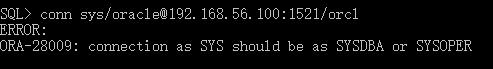 SQL> conn sys/oracle@192.168.56.100:1521/orcl
ERROR:
ORA-28009: connection as SYS should be as SYSDBA or SYSOPER